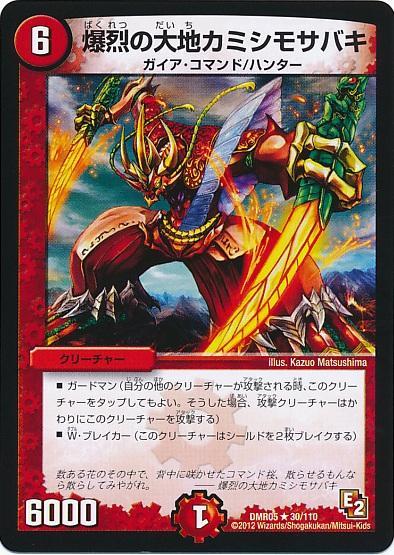 6
ばくれつ だいち
爆烈の大地カミシモサバキ
ガイア・コマンド/ハンター
クリーチャー
illus. Kazuo Matsushima
■ ガードマン(自分の他のクリーチャーが攻撃される時、このクリー
チャーをタップしてもよい。そうした場合、攻撃クリーチャーはか
わりにこのクリーチャーを攻撃する)
■ W・ブレイカー (このクリーチャーはシールドを2枚ブレイクする)
数ある花のその中で、背中に咲かせたコマンド桜、散らせるもんな
ら散らしてみやがれ。 ———爆烈の大地カミシモサバキ
6000
1
E2
DMR05 ★ 30/110
©2012 Wizards/Shogakukan/Mitsui-Kids